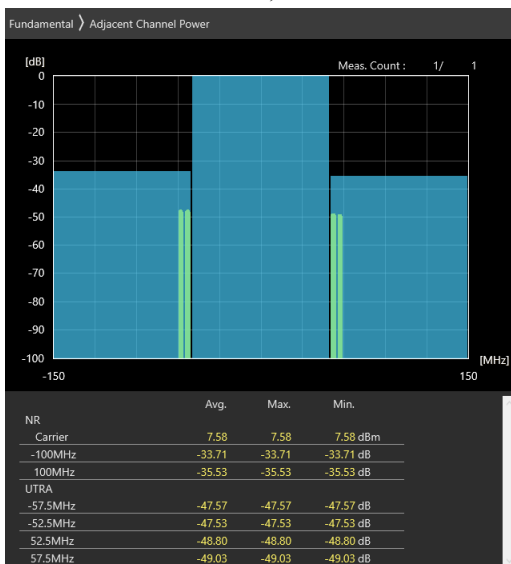 Fundamental 〉 Adjacent Channel Power
[dB]
Meas. Count : 1/ 1
0
-10
-20
-30
-40
-50
-60
-70
-80
-90
-100
[MHz]
-150 150
Avg. Max. Min.
NR
Carrier 7.58 7.58 7.58 dBm
-100MHz -33.71 -33.71 -33.71 dB
100MHz -35.53 -35.53 -35.53 dB
UTRA
-57.5MHz -47.57 -47.57 -47.57 dB
-52.5MHz -47.53 -47.53 -47.53 dB
52.5MHz -48.80 -48.80 -48.80 dB
57.5MHz -49.03 -49.03 -49.03 dB